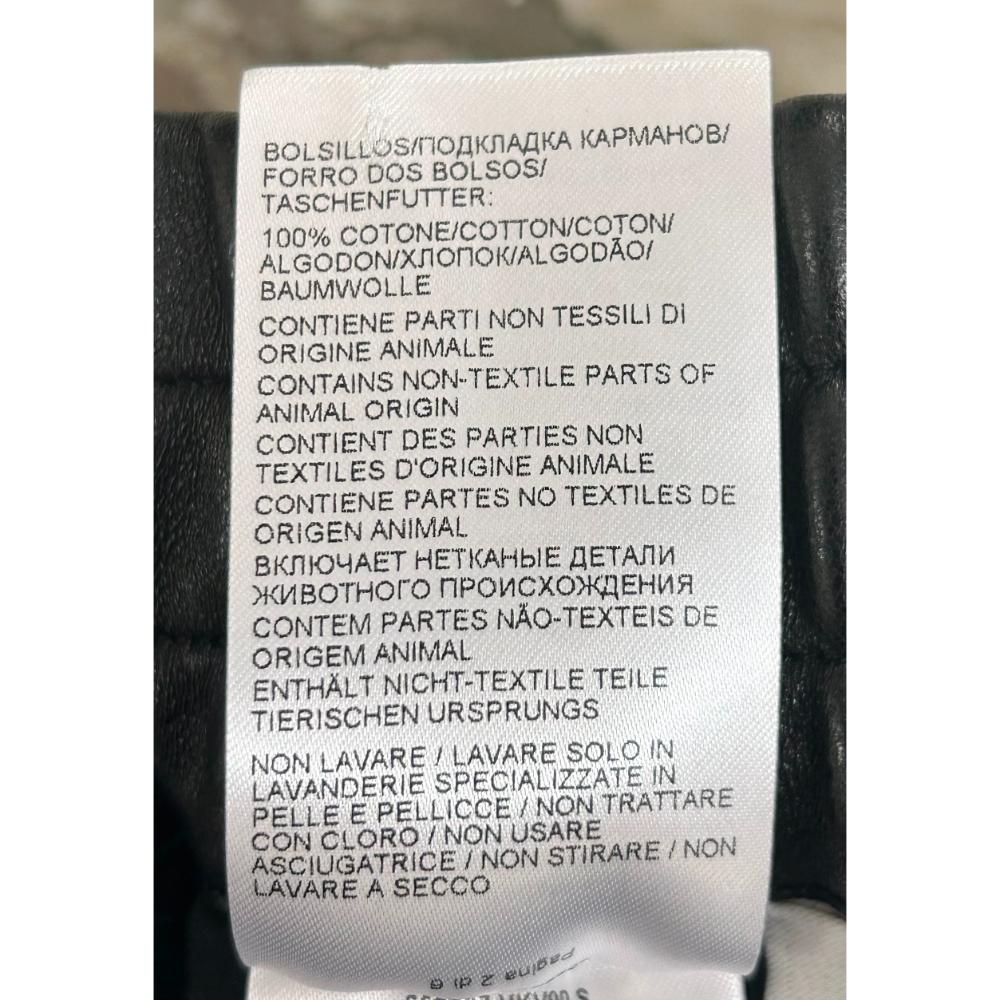 BOLSILLOS/ПОДКЛАДКА КАРМАНОВ/
FORRO DOS BOLSOS/
TASCHENFUTTER:
100% COTONE/COTTON/COTON/
ALGODON/ХЛОПОК/ALGODÃO/
BAUMWOLLE
CONTIENE PARTI NON TESSILI DI
ORIGINE ANIMALE
CONTAINS NON-TEXTILE PARTS OF
ANIMAL ORIGIN
CONTIENT DES PARTIES NON
TEXTILES D'ORIGINE ANIMALE
CONTIENE PARTES NO TEXTILES DE
ORIGEN ANIMAL
ВКЛЮЧАЕТ НЕТКАНЫЕ ДЕТАЛИ
ЖИВОТНОГО ПРОИСХОЖДЕНИЯ
CONTEM PARTES NÃO-TEXTEIS DE
ORIGEM ANIMAL
ENTHÄLT NICHT-TEXTILE TEILE
TIERISCHEN URSPRUNGS
NON LAVARE / LAVARE SOLO IN
LAVANDERIE SPECIALIZZATE IN
PELLE E PELLICCE / NON TRATTARE
CON CLORO / NON USARE
ASCIUGATRICE / NON STIRARE / NON
LAVARE A SECCO
Pagina 2 di 6